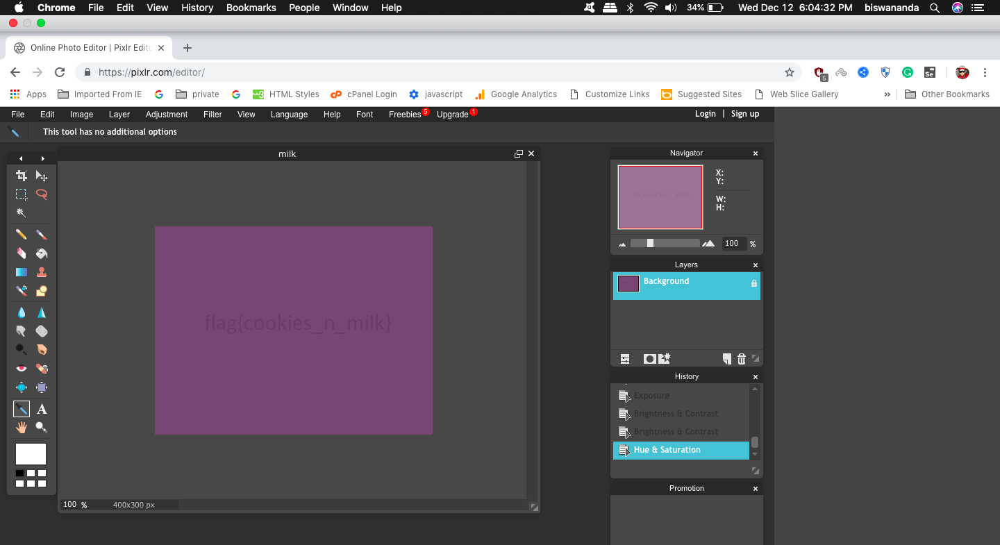 Chrome File Edit View History Bookmarks People Window Help 34% Wed Dec 12 6:04:32 PM biswananda
Online Photo Editor | Pixlr Edit
https://pixlr.com/editor/ 5 Se
Apps Imported From IE G private G w3 HTML Styles cP cPanel Login javascript Google Analytics Customize Links b Suggested Sites Web Slice Gallery » Other Bookmarks
File Edit Image Layer Adjustment Filter View Language Help Font Freebies 5 Upgrade 1 Login | Sign up
This tool has no additional options
milk
flag{cookies_n_milk}
A
100 % 400x300 px
Navigator
X:
Y:
W:
H:
100 %
Layers
Background
History
Exposure
Brightness & Contrast
Brightness & Contrast
Hue & Saturation
Promotion